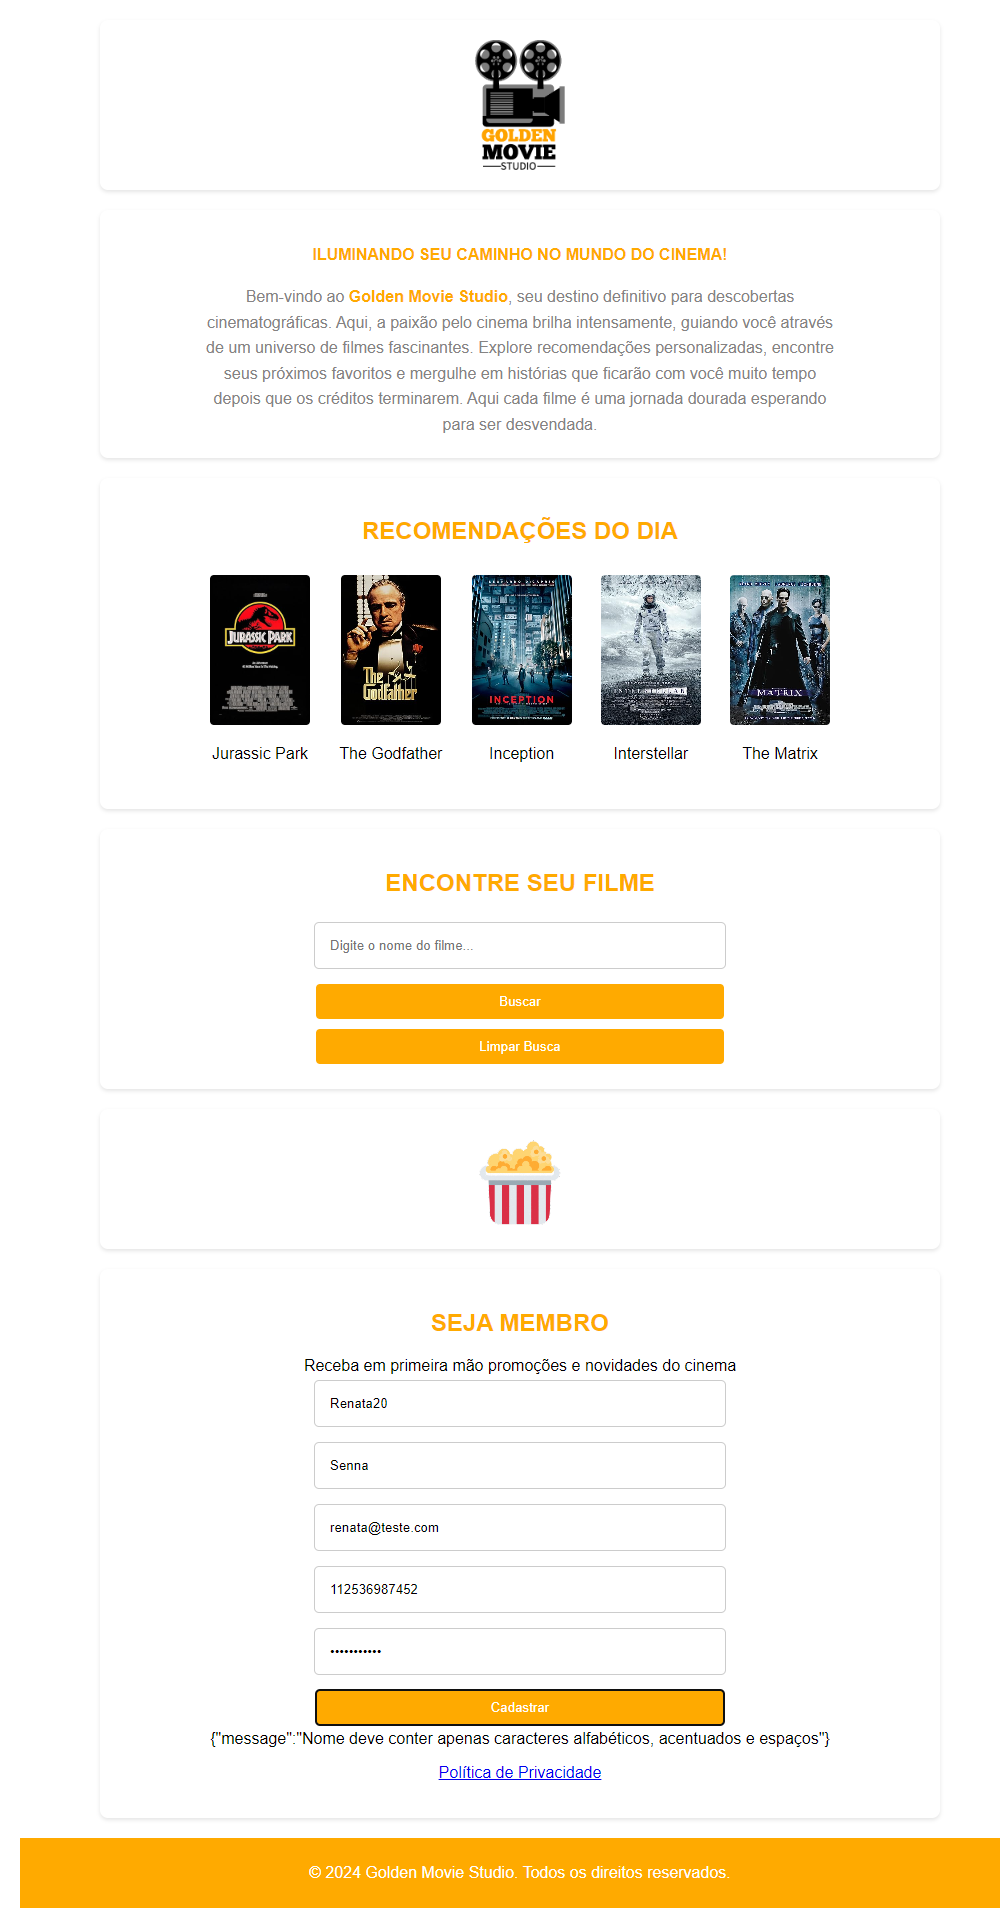 GOLDEN
MOVIE
STUDIO
ILUMINANDO SEU CAMINHO NO MUNDO DO CINEMA!
Bem-vindo ao Golden Movie Studio, seu destino definitivo para descobertas
cinematográficas. Aqui, a paixão pelo cinema brilha intensamente, guiando você através
de um universo de filmes fascinantes. Explore recomendações personalizadas, encontre
seus próximos favoritos e mergulhe em histórias que ficarão com você muito tempo
depois que os créditos terminarem. Aqui cada filme é uma jornada dourada esperando
para ser desvendada.
RECOMENDAÇÕES DO DIA
JURASSIC PARK
The
Godfather
INCEPTION
INTERSTELLAR
MATRIX
Jurassic Park
The Godfather
Inception
Interstellar
The Matrix
ENCONTRE SEU FILME
Digite o nome do filme...
Buscar
Limpar Busca
SEJA MEMBRO
Receba em primeira mão promoções e novidades do cinema
Renata20
Senna
renata@teste.com
112536987452
•••••••••••
Cadastrar
{"message":"Nome deve conter apenas caracteres alfabéticos, acentuados e espaços"}
Política de Privacidade
© 2024 Golden Movie Studio. Todos os direitos reservados.